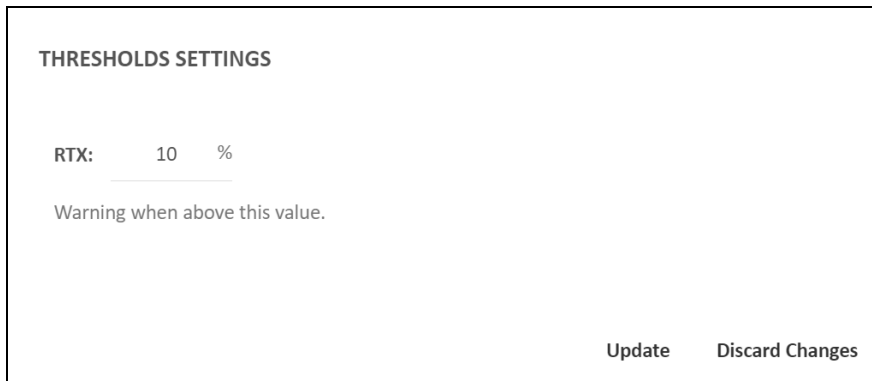 THRESHOLDS SETTINGS
RTX: 10 %
Warning when above this value.
Update Discard Changes